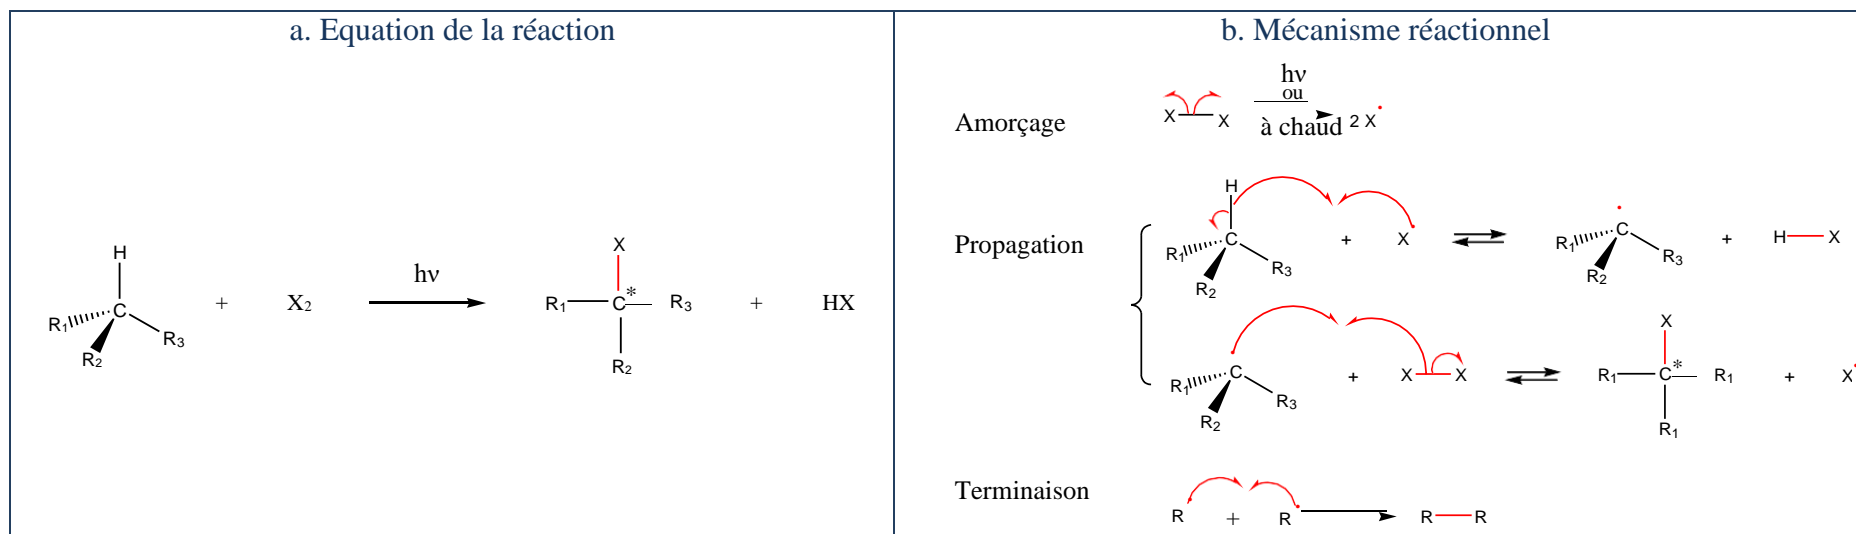 a. Equation de la réaction
H
R1 C R3 R2 + X2 hν X R1 C* R3 R2 + HX
b. Mécanisme réactionnel
Amorçage X X hν ou à chaud 2 X•
Propagation H R1 C R2 R3 + X• R1 C• R2 R3 + H X
R1 C• R2 R3 + X X X R1 C* R1 R1 + X•
Terminaison R• + R• R R